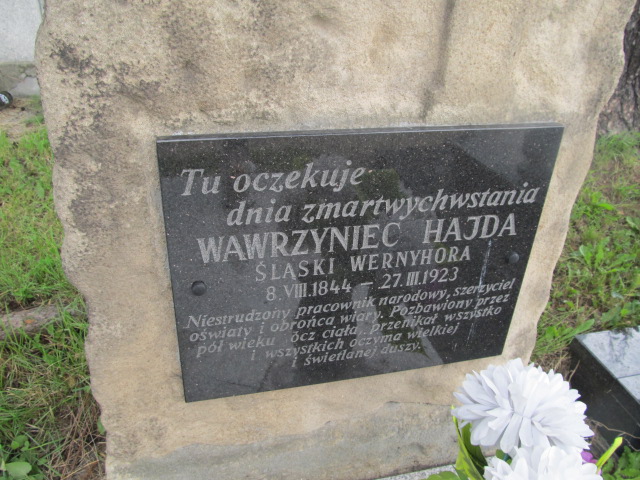 Tu oczekuje
dnia zmartwychwstania
WAWRZYNIEC HAJDA
ŚLĄSKI WERNYHORA
8.VIII.1844 – 27.III.1923
Niestrudzony pracownik narodowy, szerzyciel
oświaty i obrońca wiary. Pozbawiony przez
pół wieku ócz ciała, przenikał wszystko
i wszystkich oczyma wielkiej
i świetlanej duszy.